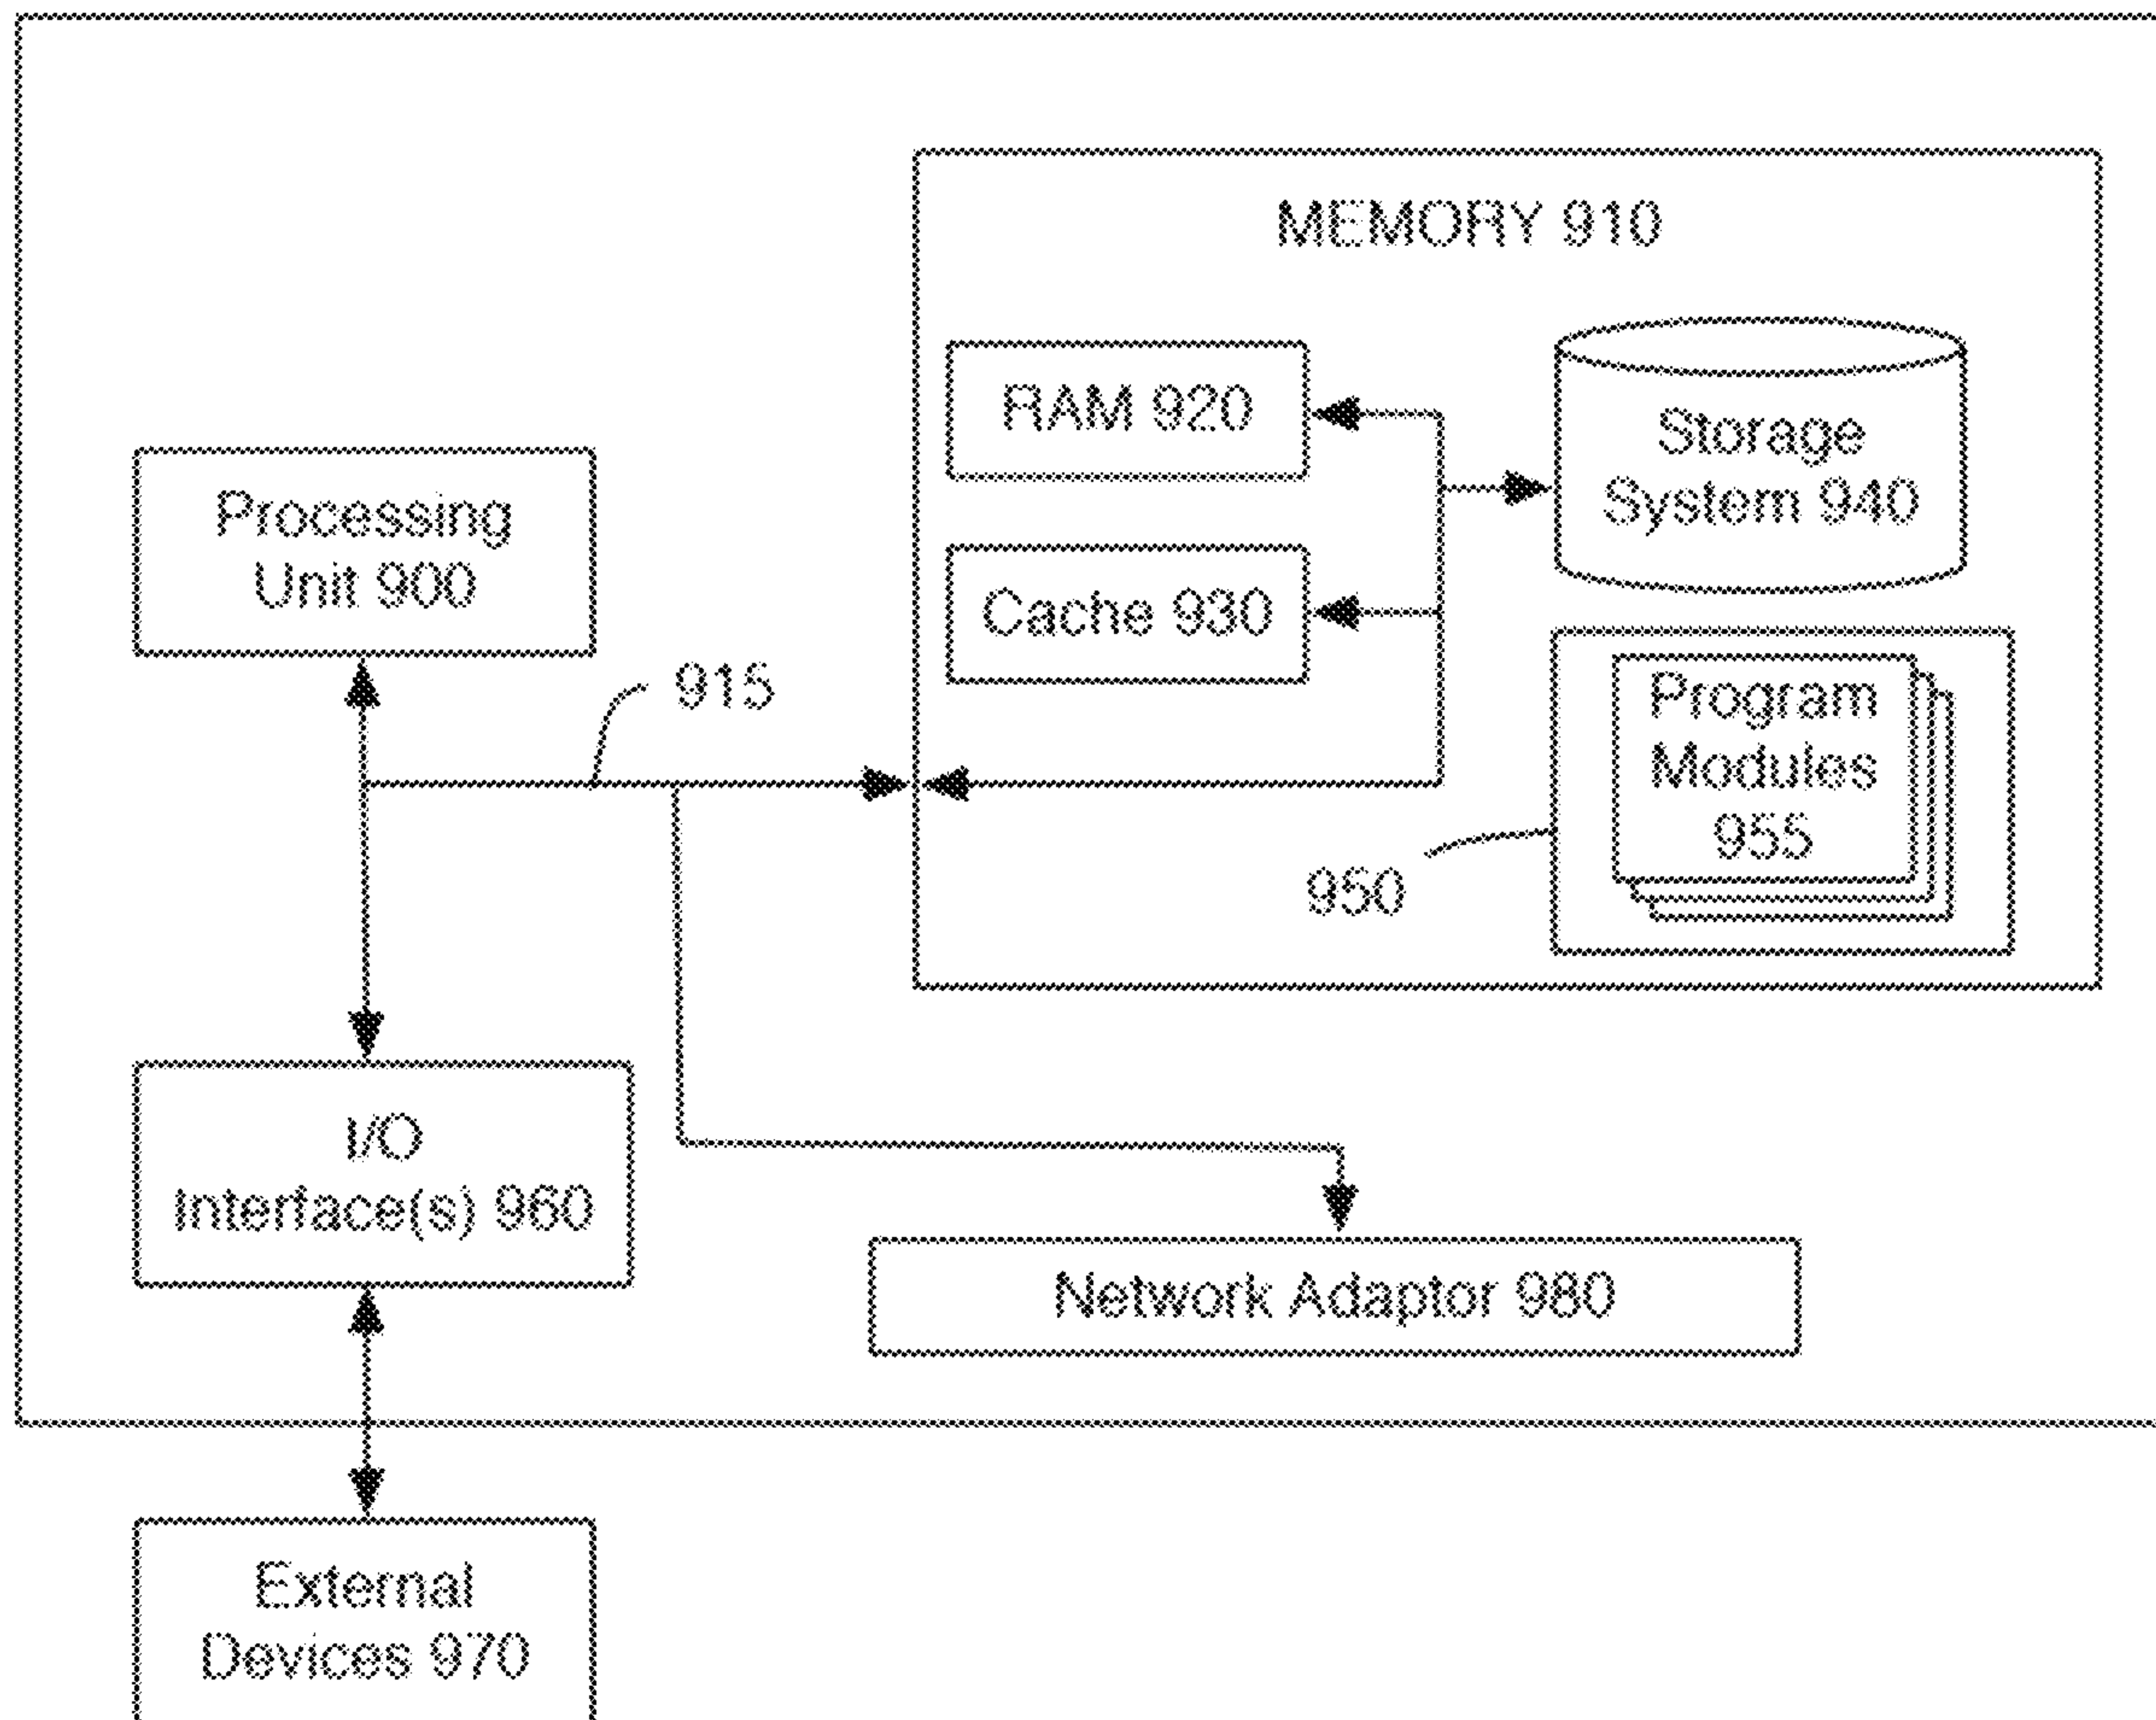 MEMORY 910
RAM 920
Storage
System 940
Processing
Unit 900
Cache 930
915
Program
Modules
955
950
I/O
Interface(s) 960
Network Adaptor 980
External
Devices 970